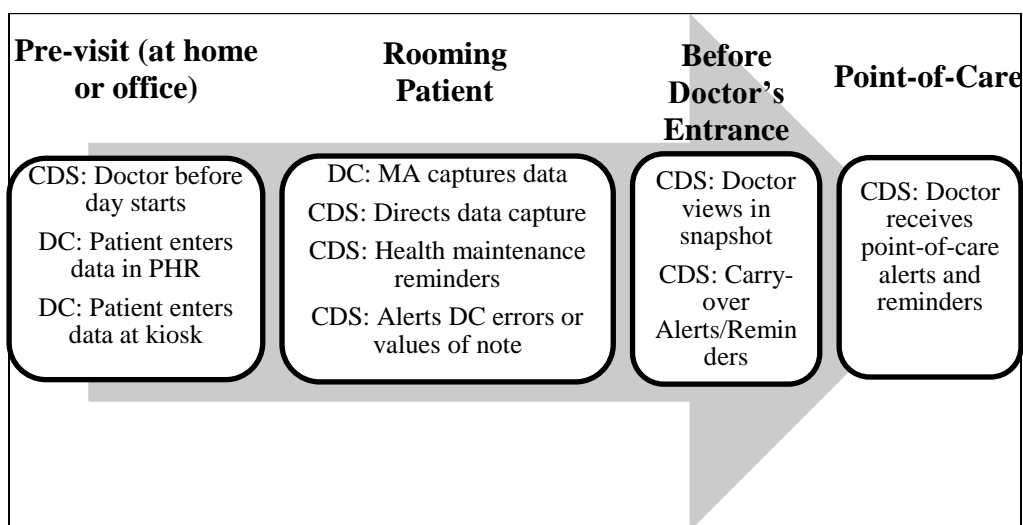 Pre-visit (at home
or office)
Rooming
Patient
Before
Doctor’s
Entrance
Point-of-Care
CDS: Doctor before
day starts
DC: Patient enters
data in PHR
DC: Patient enters
data at kiosk
DC: MA captures data
CDS: Directs data capture
CDS: Health maintenance
reminders
CDS: Alerts DC errors or
values of note
CDS: Doctor
views in
snapshot
CDS: Carry-
over
Alerts/Remin
ders
CDS: Doctor
receives
point-of-care
alerts and
reminders